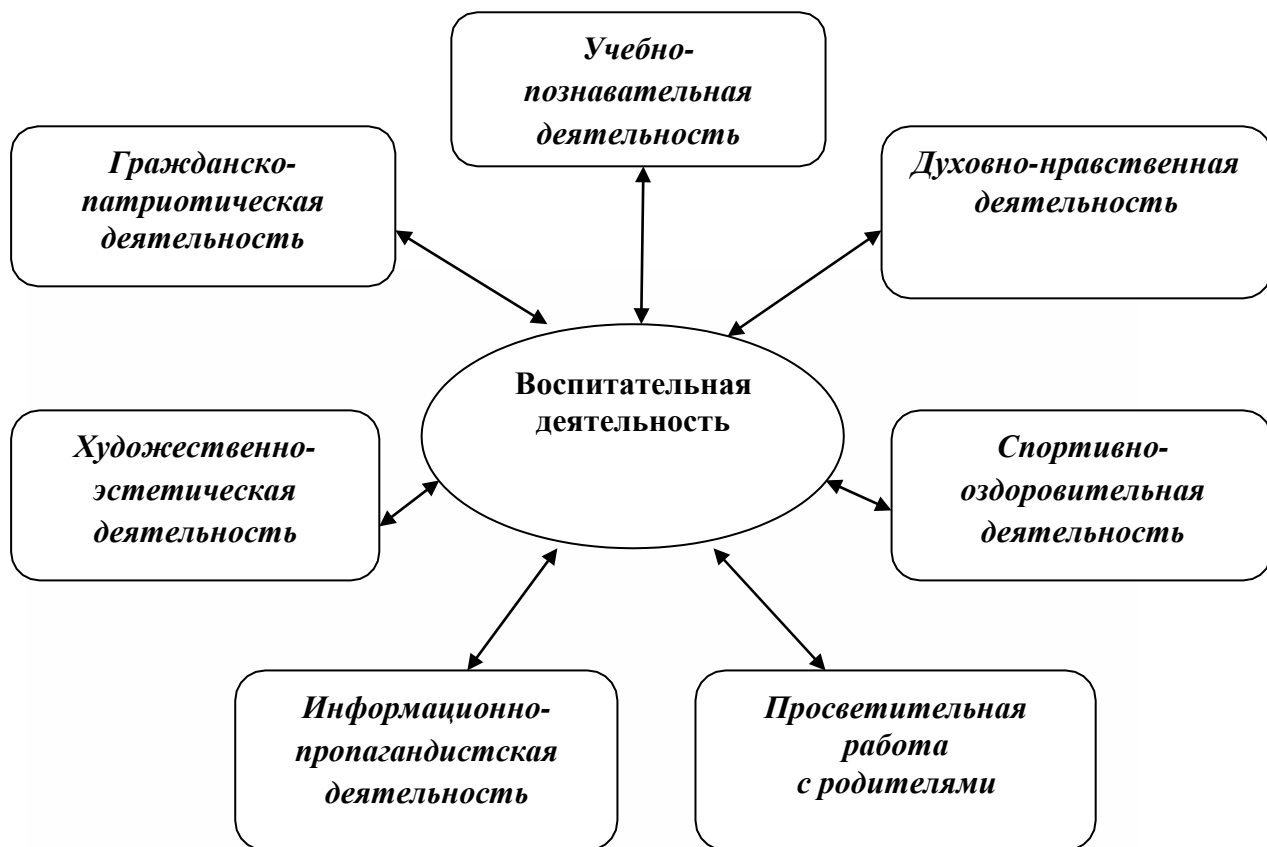 Учебно-
познавательная
деятельность
Гражданско-
патриотическая
деятельность
Духовно-нравственная
деятельность
Воспитательная
деятельность
Художественно-
эстетическая
деятельность
Спортивно-
оздоровительная
деятельность
Информационно-
пропагандистская
деятельность
Просветительная
работа
с родителями